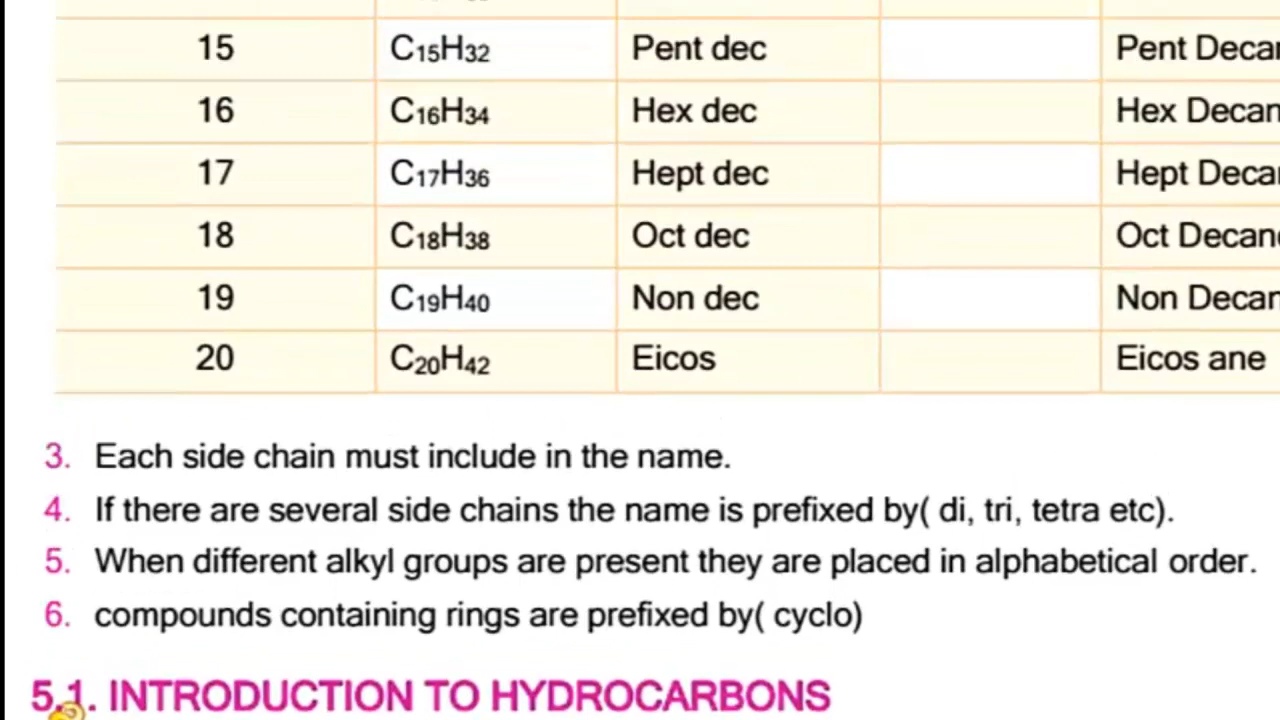 15 C15H32 Pent dec Pent Decan
16 C16H34 Hex dec Hex Decan
17 C17H36 Hept dec Hept Decan
18 C18H38 Oct dec Oct Decane
19 C19H40 Non dec Non Decan
20 C20H42 Eicos Eicos ane
3. Each side chain must include in the name.
4. If there are several side chains the name is prefixed by( di, tri, tetra etc).
5. When different alkyl groups are present they are placed in alphabetical order.
6. compounds containing rings are prefixed by( cyclo)
5.1. INTRODUCTION TO HYDROCARBONS